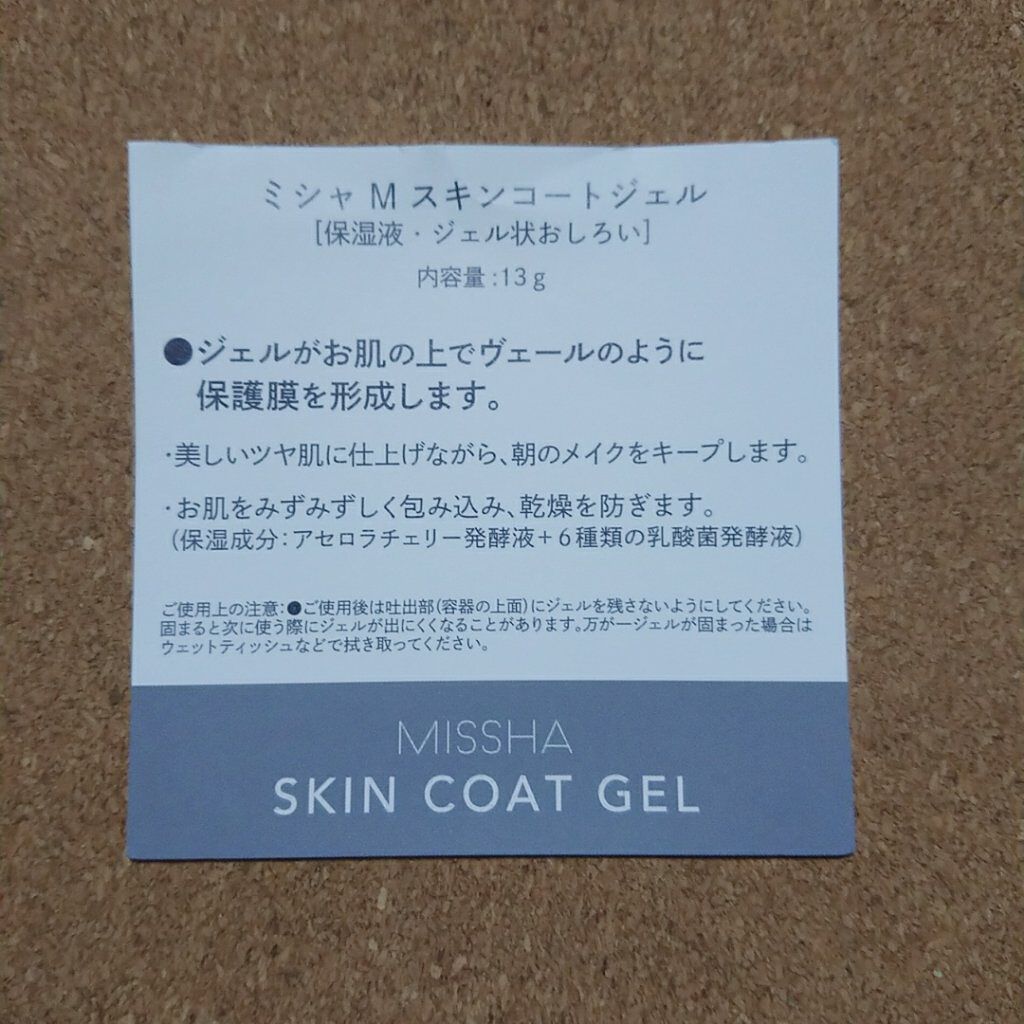 ミシャ M スキンコートジェル
[保湿液・ジェル状おしろい]
内容量:13g
●ジェルがお肌の上でヴェールのように
保護膜を形成します。
・美しいツヤ肌に仕上げながら、朝のメイクをキープします。
・お肌をみずみずしく包み込み、乾燥を防ぎます。
(保湿成分:アセロラチェリー発酵液+6種類の乳酸菌発酵液)
ご使用上の注意:●ご使用後は吐出部(容器の上面)にジェルを残さないようにしてください。
固まると次に使う際にジェルが出にくくなることがあります。万が一ジェルが固まった場合は
ウェットティッシュなどで拭き取ってください。
MISSHA
SKIN COAT GEL